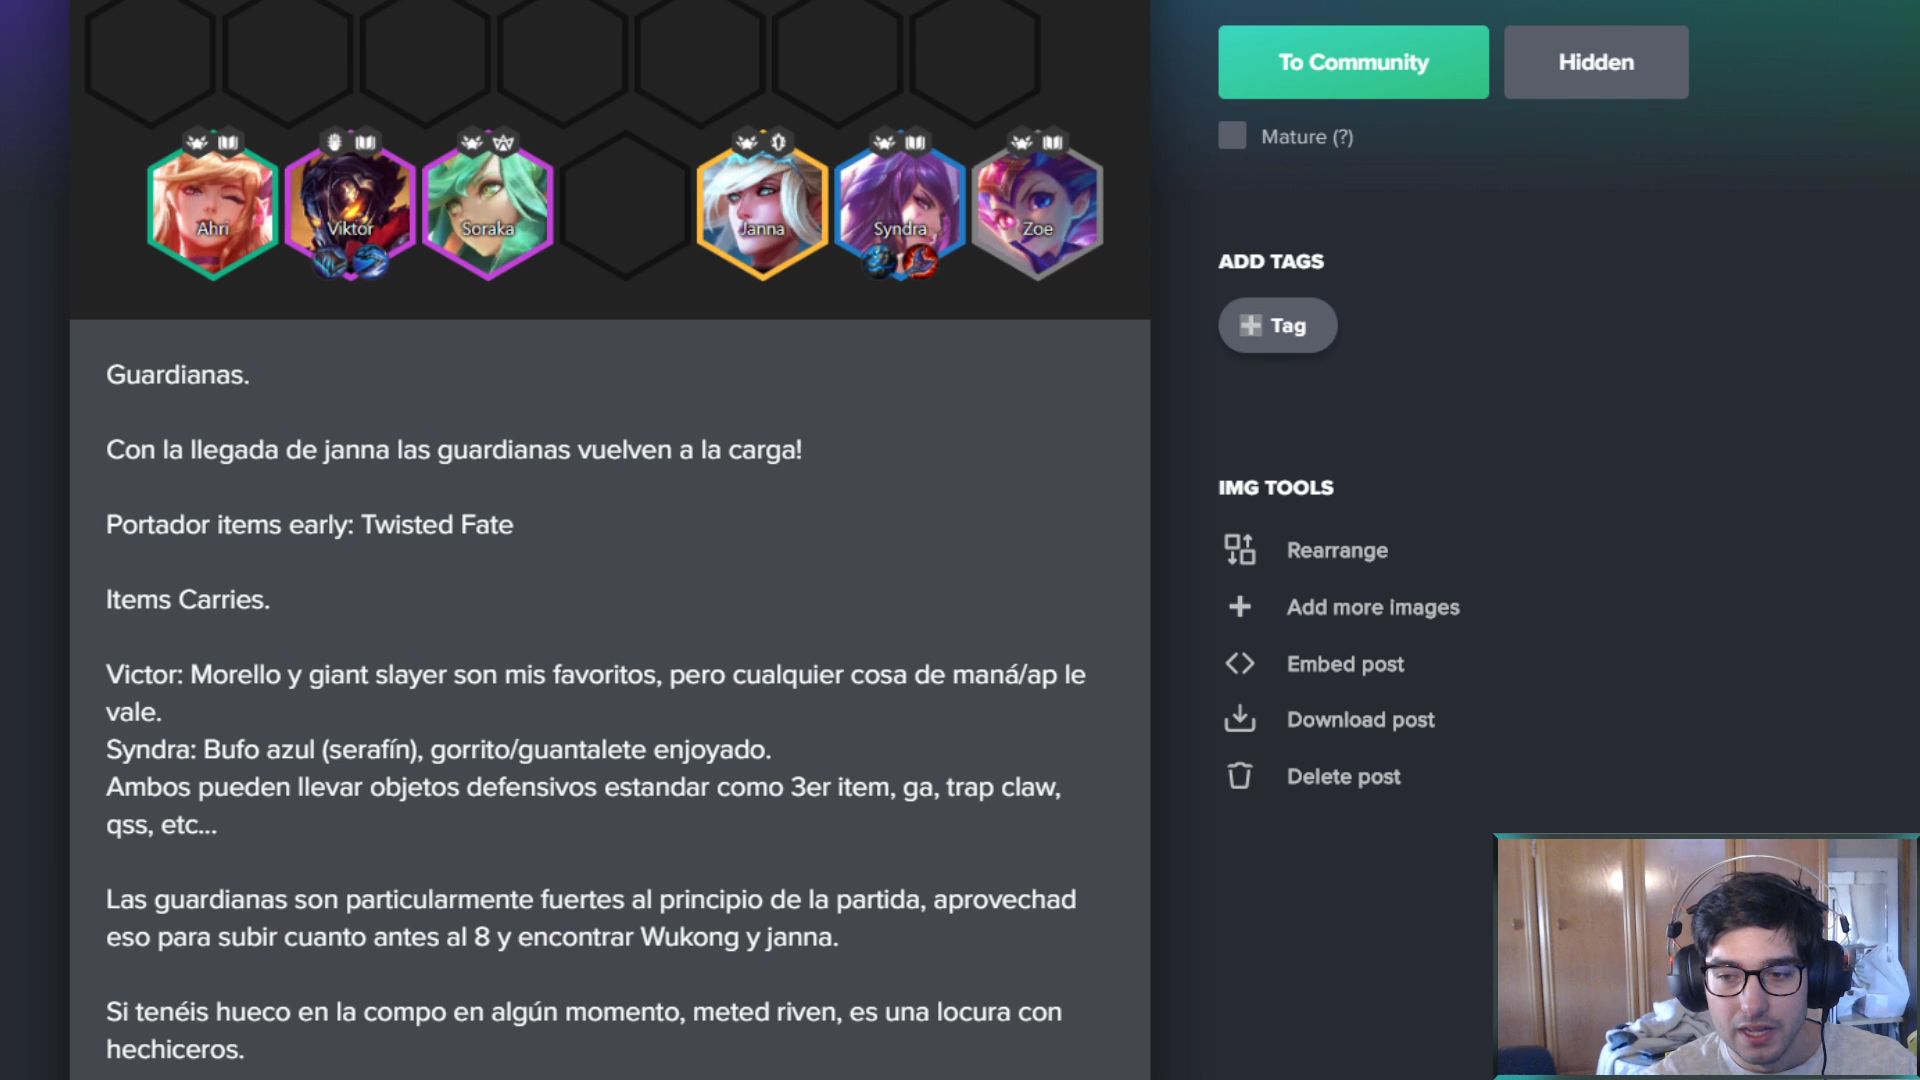 To Community
Hidden
Mature (?)
Ahri
Viktor
Soraka
Janna
Syndra
Zoe
ADD TAGS
Tag
Guardianas.
Con la llegada de janna las guardianas vuelven a la carga!
IMG TOOLS
Portador items early: Twisted Fate
Rearrange
Items Carries.
Add more images
Victor: Morello y giant slayer son mis favoritos, pero cualquier cosa de maná/ap le
vale.
Embed post
Syndra: Bufo azul (serafín), gorrito/guantalete enjoyado.
Download post
Ambos pueden llevar objetos defensivos estandar como 3er item, ga, trap claw,
qss, etc...
Delete post
Las guardianas son particularmente fuertes al principio de la partida, aprovechad
eso para subir cuanto antes al 8 y encontrar Wukong y janna.
Si tenéis hueco en la compo en algún momento, meted riven, es una locura con
hechiceros.